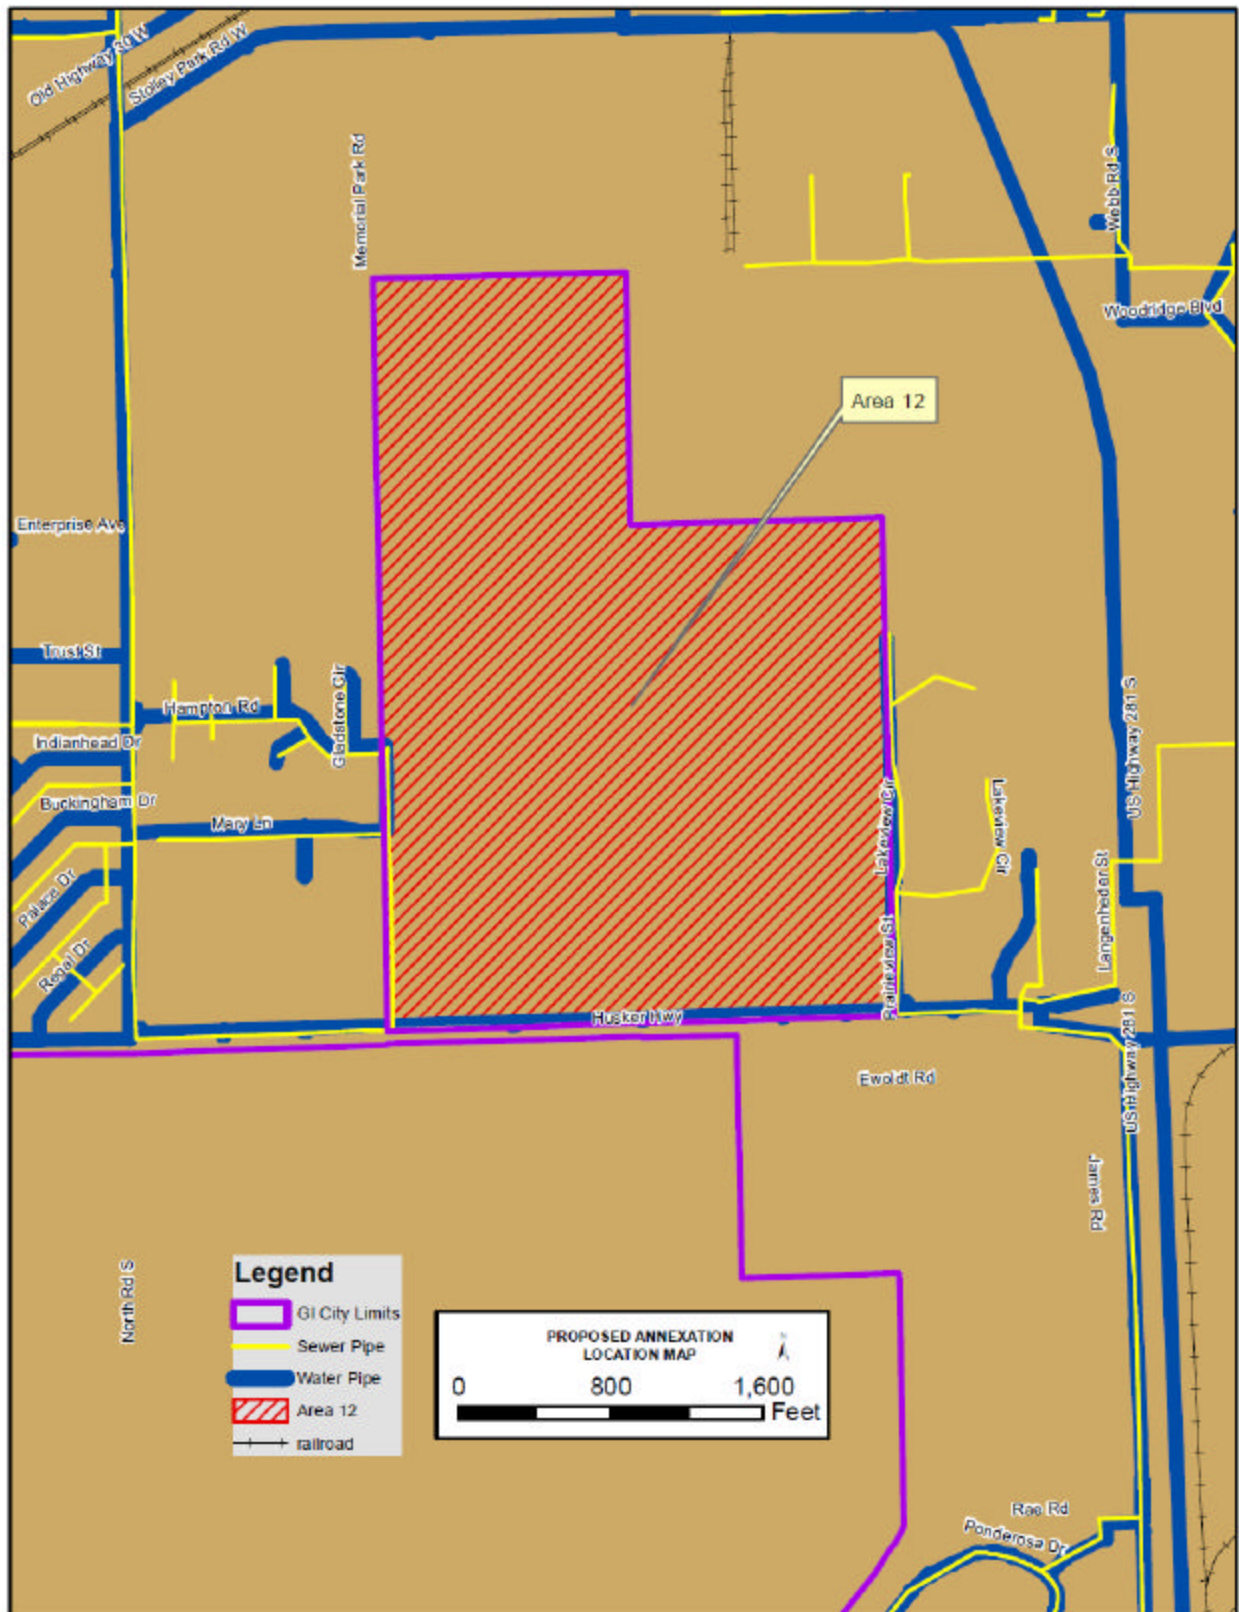 Old Highway 30 W
Stolley Park Rd W
Memorial Park Rd
Webb Rd S
Woodridge Blvd
Area 12
Enterprise Ave
Trust St
Hampton Rd
Gladstone Cir
Indianhead Dr
Buckingham Dr
Mary Ln
Palace Dr
Regal Dr
Lakeview Cir
Lakeview Cir
Prairieview St
US Highway 281 S
Langenheder St
Husker Hwy
US Highway 281 S
Ewoldt Rd
James Rd
North Rd S
Legend
GI City Limits
Sewer Pipe
Water Pipe
Area 12
railroad
PROPOSED ANNEXATION
LOCATION MAP
0 800 1,600
Feet
Rae Rd
Ponderosa Dr